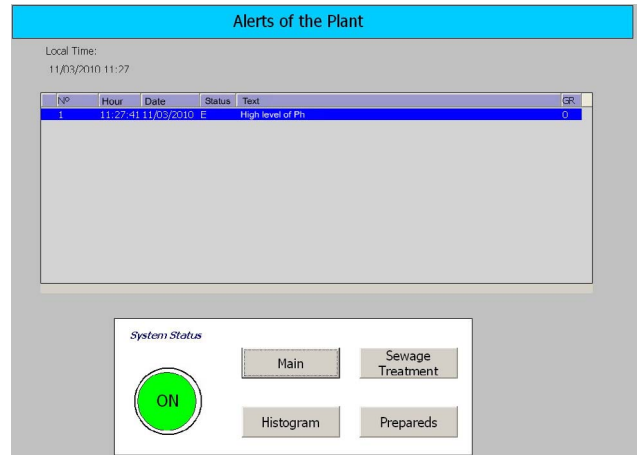 Alerts of the Plant
Local Time:
11/03/2010 11:27
Nº Hour Date Status Text GR
1 11:27:41 11/03/2010 E High level of Ph 0
System Status
ON
Main
Sewage
Treatment
Histogram
Prepareds